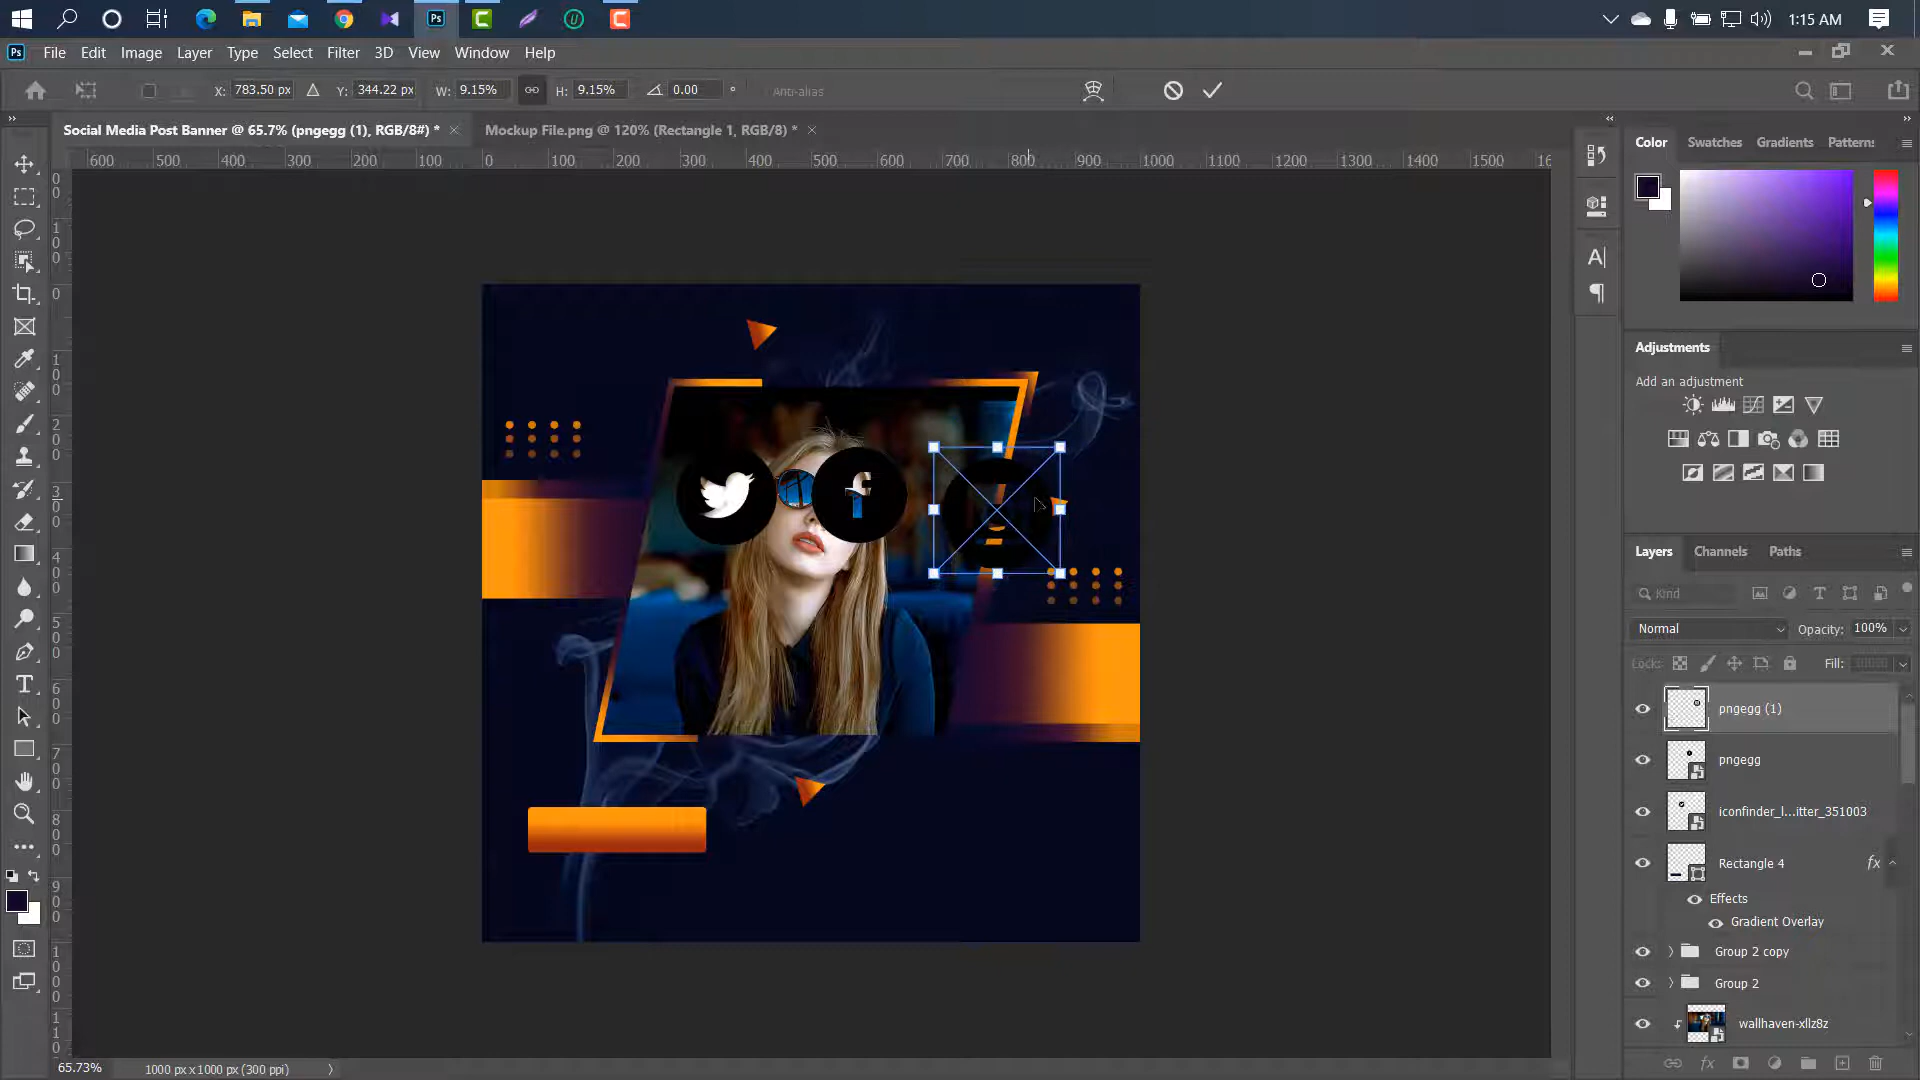 1:15 AM
Ps File Edit Image Layer Type Select Filter 3D View Window Help
X: 783.50 px Y: 344.22 px W: 9.15% H: 9.15% 0.00 ° Anti-alias
Social Media Post Banner @ 65.7% (pngegg (1), RGB/8#) * Mockup File.png @ 120% (Rectangle 1, RGB/8) *
600 500 400 300 200 100 0 100 200 300 400 500 600 700 800 900 1000 1100 1200 1300 1400 1500
Color Swatches Gradients Patterns
Adjustments
Add an adjustment
Layers Channels Paths
Kind
Normal Opacity: 100%
Lock: Fill:
pngegg (1)
pngegg
iconfinder_l...itter_351003
Rectangle 4 fx
Effects
Gradient Overlay
Group 2 copy
Group 2
wallhaven-xllz8z
65.73% 1000 px x 1000 px (300 ppi)